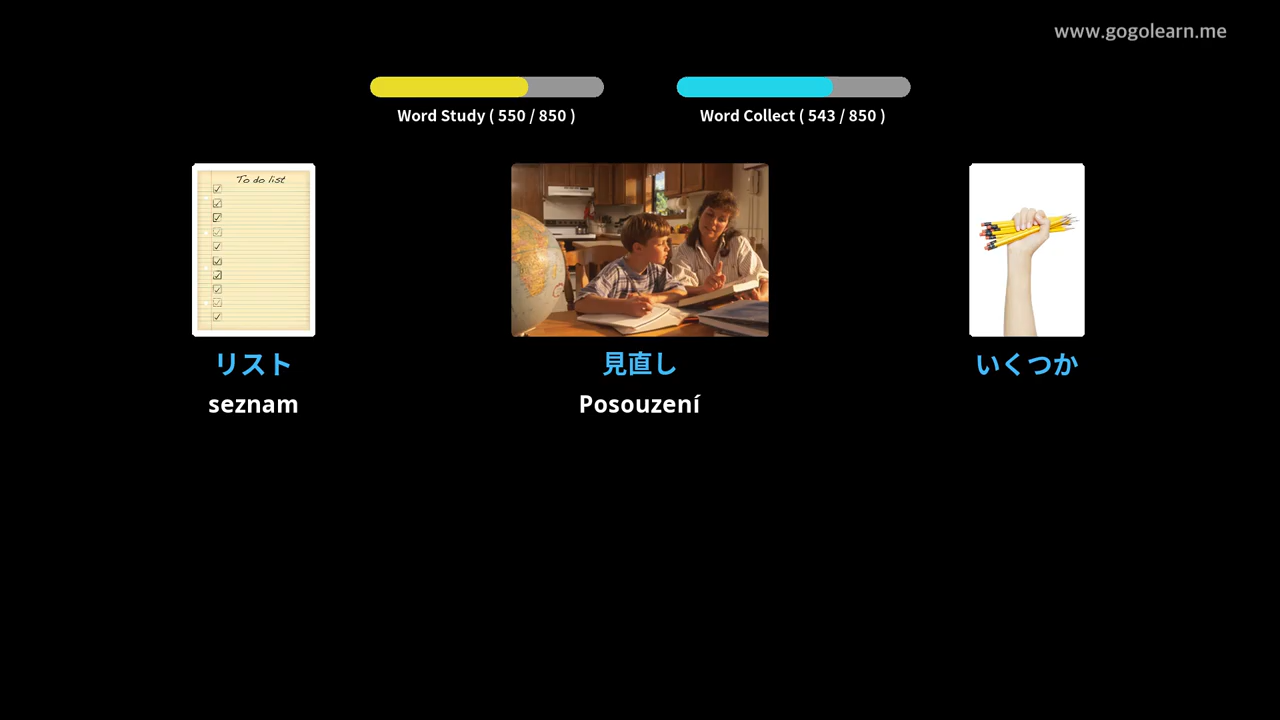 www.gogolearn.me
Word Study ( 550 / 850 )
Word Collect ( 543 / 850 )
To do list
リスト
見直し
いくつか
seznam
Posouzení